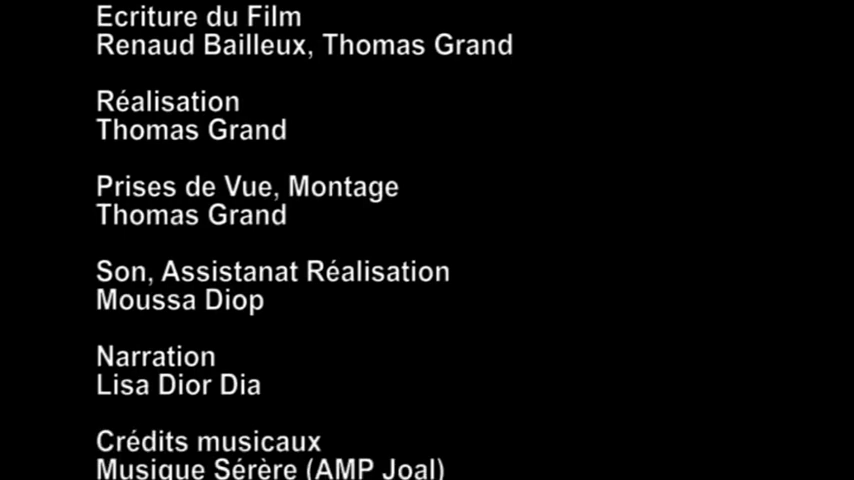 Ecriture du Film
Renaud Bailleux, Thomas Grand
Réalisation
Thomas Grand
Prises de Vue, Montage
Thomas Grand
Son, Assistanat Réalisation
Moussa Diop
Narration
Lisa Dior Dia
Crédits musicaux
Musique Sérère (AMP Joal)